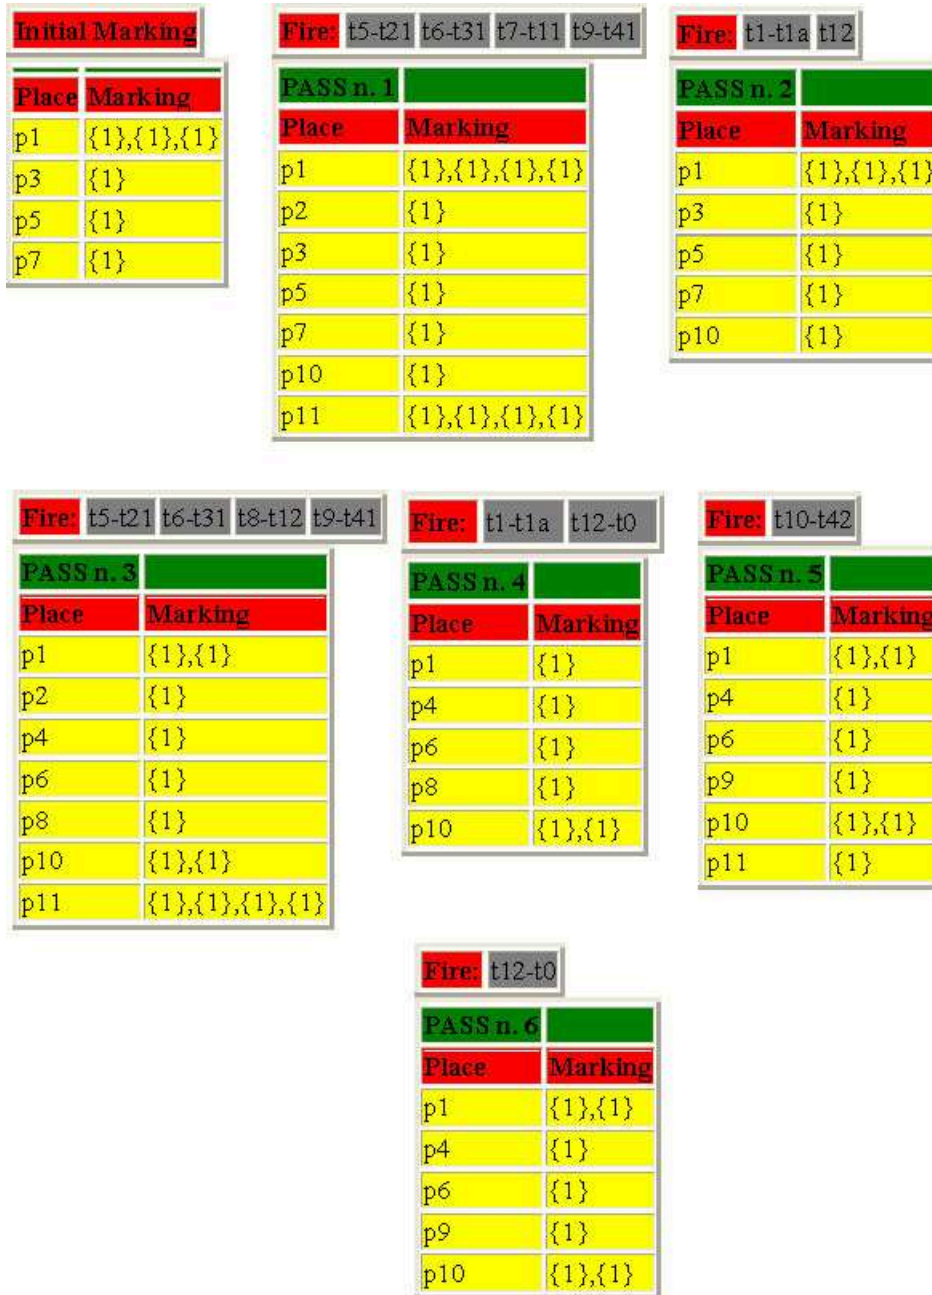 Initial Marking
Place Marking
p1 {1},{1},{1}
p3 {1}
p5 {1}
p7 {1}
Fire: t5-t21 t6-t31 t7-t11 t9-t41
PASS n. 1
Place Marking
p1 {1},{1},{1},{1}
p2 {1}
p3 {1}
p5 {1}
p7 {1}
p10 {1}
p11 {1},{1},{1},{1}
Fire: t1-t1a t12
PASS n. 2
Place Marking
p1 {1},{1},{1}
p3 {1}
p5 {1}
p7 {1}
p10 {1}
Fire: t5-t21 t6-t31 t8-t12 t9-t41
PASS n. 3
Place Marking
p1 {1},{1}
p2 {1}
p4 {1}
p6 {1}
p8 {1}
p10 {1},{1}
p11 {1},{1},{1},{1}
Fire: t1-t1a t12-t0
PASS n. 4
Place Marking
p1 {1}
p4 {1}
p6 {1}
p8 {1}
p10 {1},{1}
Fire: t10-t42
PASS n. 5
Place Marking
p1 {1},{1}
p4 {1}
p6 {1}
p9 {1}
p10 {1},{1}
p11 {1}
Fire: t12-t0
PASS n. 6
Place Marking
p1 {1},{1}
p4 {1}
p6 {1}
p9 {1}
p10 {1},{1}